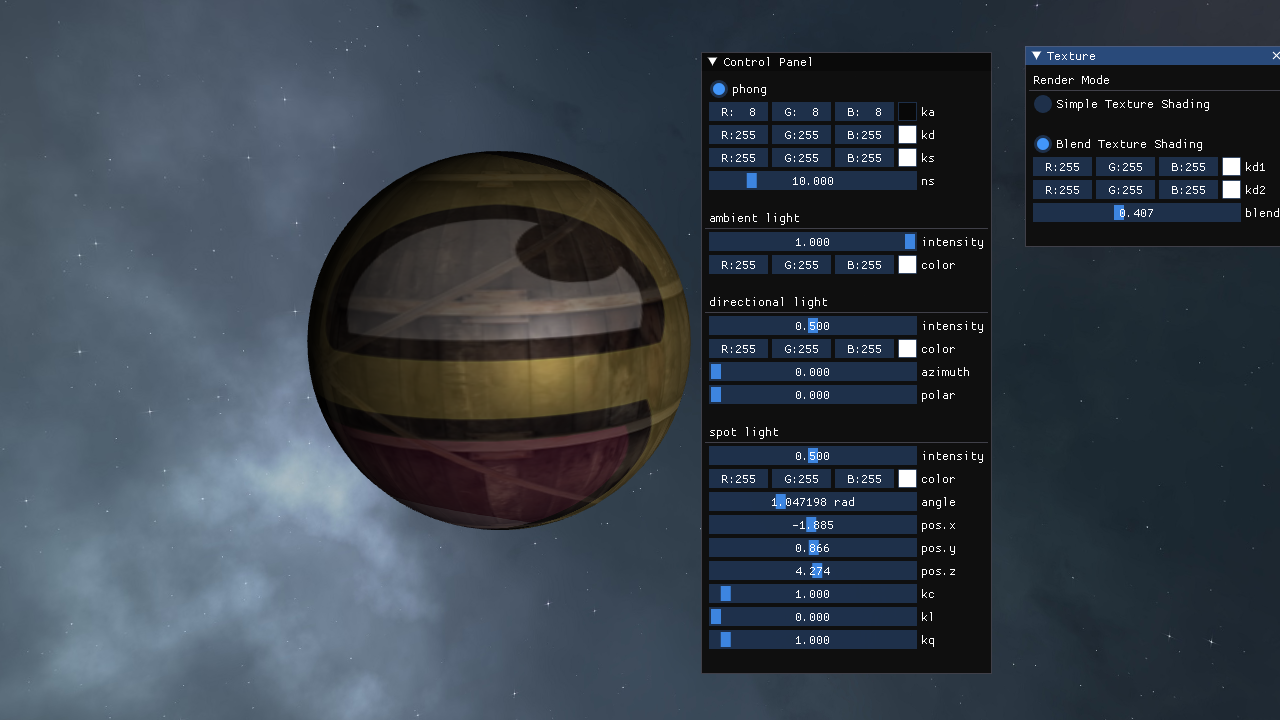 Control Panel
phong
R: 8 G: 8 B: 8 ka
R:255 G:255 B:255 kd
R:255 G:255 B:255 ks
10.000 ns
ambient light
1.000 intensity
R:255 G:255 B:255 color
directional light
0.500 intensity
R:255 G:255 B:255 color
0.000 azimuth
0.000 polar
spot light
0.500 intensity
R:255 G:255 B:255 color
1.047198 rad angle
-1.885 pos.x
0.866 pos.y
4.274 pos.z
1.000 kc
0.000 kl
1.000 kq
Texture
Render Mode
Simple Texture Shading
Blend Texture Shading
R:255 G:255 B:255 kd1
R:255 G:255 B:255 kd2
0.407 blend